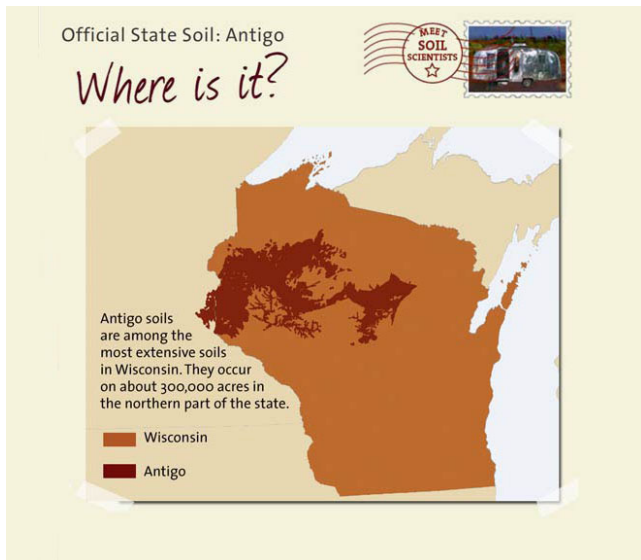 Official State Soil: Antigo
Where is it?
MEET
SOIL
SCIENTISTS
Antigo soils
are among the
most extensive soils
in Wisconsin. They occur
on about 300,000 acres in
the northern part of the state.
Wisconsin
Antigo